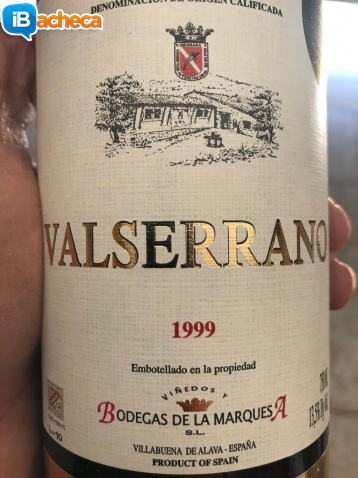 iBacheca
DENOMINACIÓN DE ORIGEN CALIFICADA
VALSERRANO
1999
Embotellado en la propiedad
VIÑEDOS Y
BODEGAS DE LA MARQUESA
S.L.
VILLABUENA DE ALAVA - ESPAÑA
PRODUCT OF SPAIN
L-10